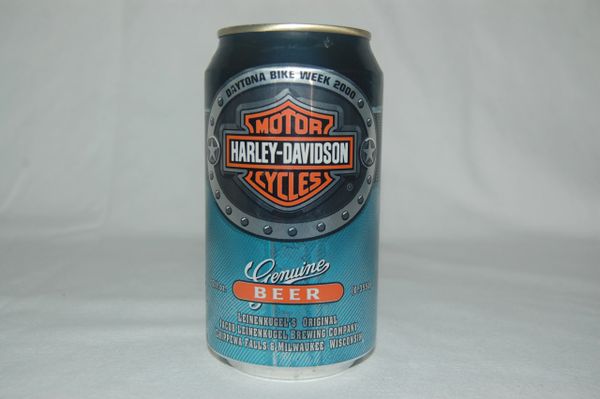 DAYTONA BIKE WEEK 2000
MOTOR
HARLEY-DAVIDSON
CYCLES
®
Genuine
BEER
LEINENKUGEL'S ORIGINAL
JACOB LEINENKUGEL BREWING COMPANY
CHIPPEWA FALLS & MILWAUKEE WISCONSIN